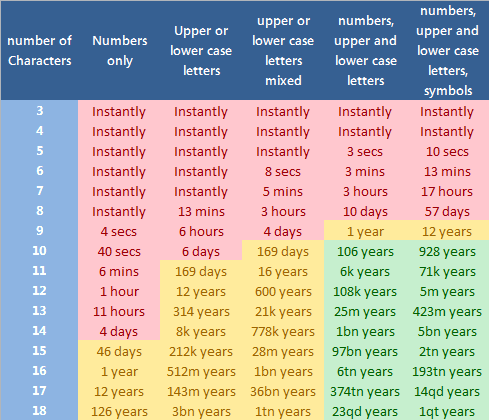 number of Characters | Numbers only | Upper or lower case letters | upper or lower case letters mixed | numbers, upper and lower case letters | numbers, upper and lower case letters, symbols
3 | Instantly | Instantly | Instantly | Instantly | Instantly
4 | Instantly | Instantly | Instantly | Instantly | Instantly
5 | Instantly | Instantly | Instantly | 3 secs | 10 secs
6 | Instantly | Instantly | 8 secs | 3 mins | 13 mins
7 | Instantly | Instantly | 5 mins | 3 hours | 17 hours
8 | Instantly | 13 mins | 3 hours | 10 days | 57 days
9 | 4 secs | 6 hours | 4 days | 1 year | 12 years
10 | 40 secs | 6 days | 169 days | 106 years | 928 years
11 | 6 mins | 169 days | 16 years | 6k years | 71k years
12 | 1 hour | 12 years | 600 years | 108k years | 5m years
13 | 11 hours | 314 years | 21k years | 25m years | 423m years
14 | 4 days | 8k years | 778k years | 1bn years | 5bn years
15 | 46 days | 212k years | 28m years | 97bn years | 2tn years
16 | 1 year | 512m years | 1bn years | 6tn years | 193tn years
17 | 12 years | 143m years | 36bn years | 374tn years | 14qd years
18 | 126 years | 3bn years | 1tn years | 23qd years | 1qt years